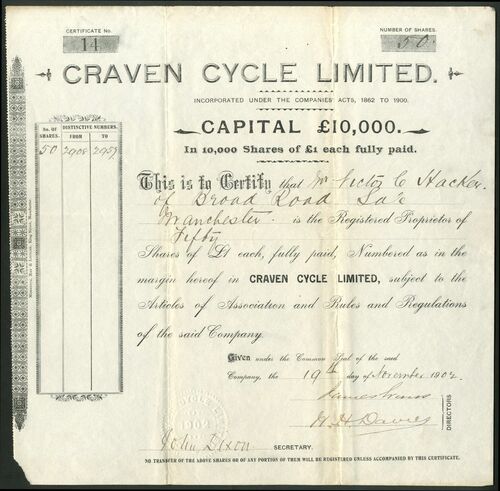 CERTIFICATE No.
14
NUMBER OF SHARES.
50
CRAVEN CYCLE LIMITED.
INCORPORATED UNDER THE COMPANIES' ACTS, 1862 TO 1900.
CAPITAL £10,000.
In 10,000 Shares of £1 each fully paid.
No. OF SHARES. DISTINCTIVE NUMBERS.
FROM TO
50 2908 2957
This is to Certify that Mr Victor C Hacker
of Broad Road Sale
Manchester is the Registered Proprietor of
Fifty
Shares of £1 each, fully paid, Numbered as in the
margin hereof in CRAVEN CYCLE LIMITED, subject to the
Articles of Association and Rules and Regulations
of the said Company.
Given under the Common Seal of the said
Company, the 19th day of November 1902.
H H Davies
DIRECTORS
1902
John Dixon SECRETARY.
NO TRANSFER OF THE ABOVE SHARES OR OF ANY PORTION OF THEM WILL BE REGISTERED UNLESS ACCOMPANIED BY THIS CERTIFICATE.